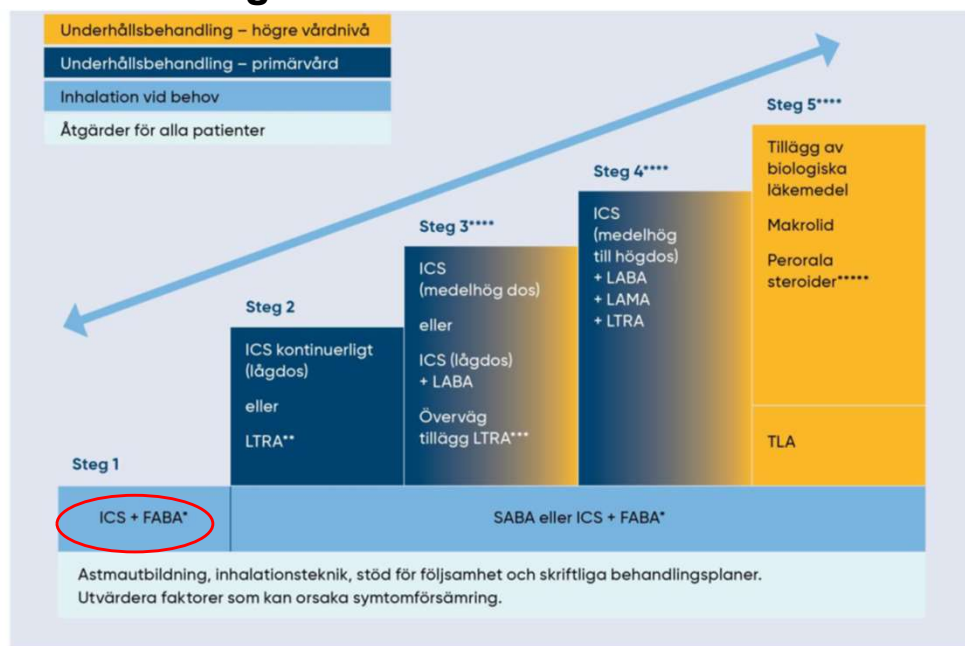 Underhållsbehandling – högre vårdnivå
Underhållsbehandling – primärvård
Inhalation vid behov
Åtgärder för alla patienter
Steg 1
ICS + FABA*
Steg 2
ICS kontinuerligt
(lågdos)
eller
LTRA**
Steg 3****
ICS
(medelhög dos)
eller
ICS (lågdos)
+ LABA
Överväg
tillägg LTRA***
Steg 4****
ICS
(medelhög
till högdos)
+ LABA
+ LAMA
+ LTRA
Steg 5****
Tillägg av
biologiska
läkemedel
Makrolid
Perorala
steroider*****
TLA
SABA eller ICS + FABA*
Astmautbildning, inhalationsteknik, stöd för följsamhet och skriftliga behandlingsplaner.
Utvärdera faktorer som kan orsaka symtomförsämring.